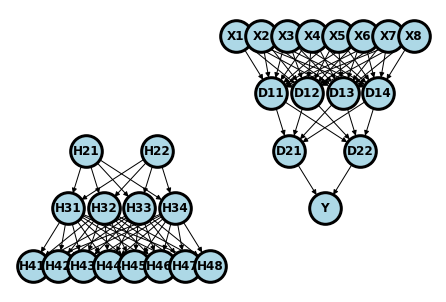 X1 X2 X3 X4 X5 X6 X7 X8
D11 D12 D13 D14
H21 H22 D21 D22
H31 H32 H33 H34 Y
H41 H42 H43 H44 H45 H46 H47 H48